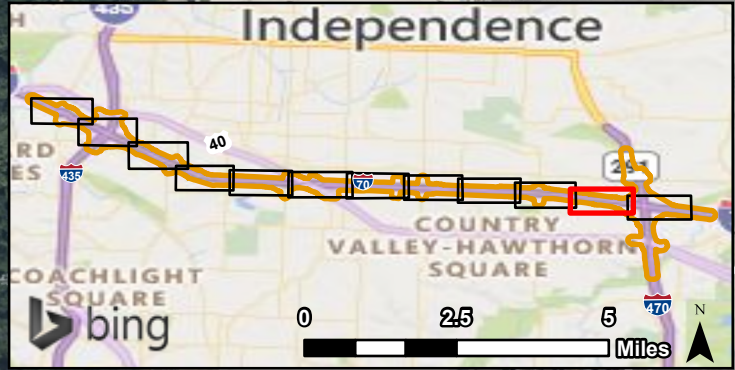 435
Independence
40
RD
ES
435
70
291
COUNTRY
VALLEY-HAWTHORN
SQUARE
COACHLIGHT
SQUARE
470
N
bing
0 2.5 5
Miles